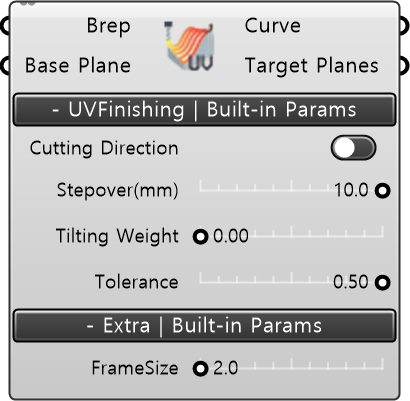 Brep Curve
UV
Base Plane Target Planes
- UVFinishing | Built-in Params
Cutting Direction
Stepover(mm) 10.0
Tilting Weight 0.00
Tolerance 0.50
- Extra | Built-in Params
FrameSize 2.0